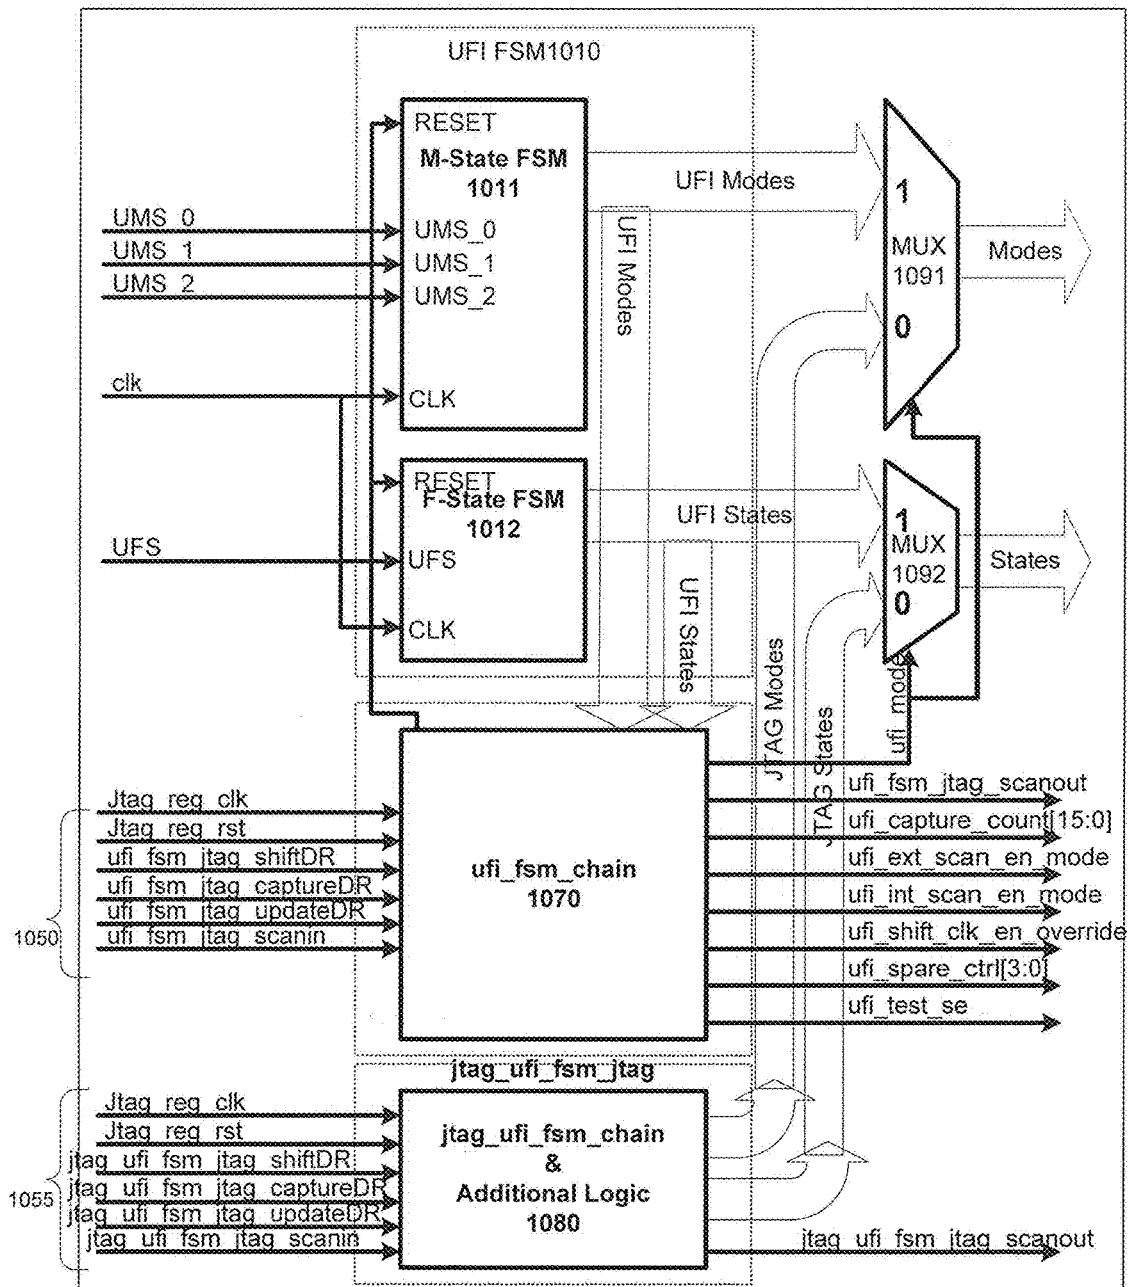 UFI FSM1010
RESET
M-State FSM
1011
UFI Modes
1
UMS_0
UMS_0
UMS_1
UMS_1
UMS_2
UMS_2
UFI Modes
MUX
1091
Modes
0
clk
CLK
RESET
F-State FSM
1012
UFI States
1
UFS
UFS
MUX
1092
States
0
CLK
UFI States
JTAG Modes
JTAG States
ufi_mode
Jtag_reg_clk
Jtag_reg_rst
ufi_fsm_jtag_shiftDR
ufi_fsm_jtag_captureDR
ufi_fsm_jtag_updateDR
ufi_fsm_jtag_scanin
1050
ufi_fsm_chain
1070
ufi_fsm_jtag_scanout
ufi_capture_count[15:0]
ufi_ext_scan_en_mode
ufi_int_scan_en_mode
ufi_shift_clk_en_override
ufi_spare_ctrl[3:0]
ufi_test_se
jtag_ufi_fsm_jtag
Jtag_reg_clk
Jtag_reg_rst
jtag_ufi_fsm_jtag_shiftDR
jtag_ufi_fsm_jtag_captureDR
jtag_ufi_fsm_jtag_updateDR
jtag_ufi_fsm_jtag_scanin
1055
jtag_ufi_fsm_chain
&
Additional Logic
1080
jtag_ufi_fsm_jtag_scanout